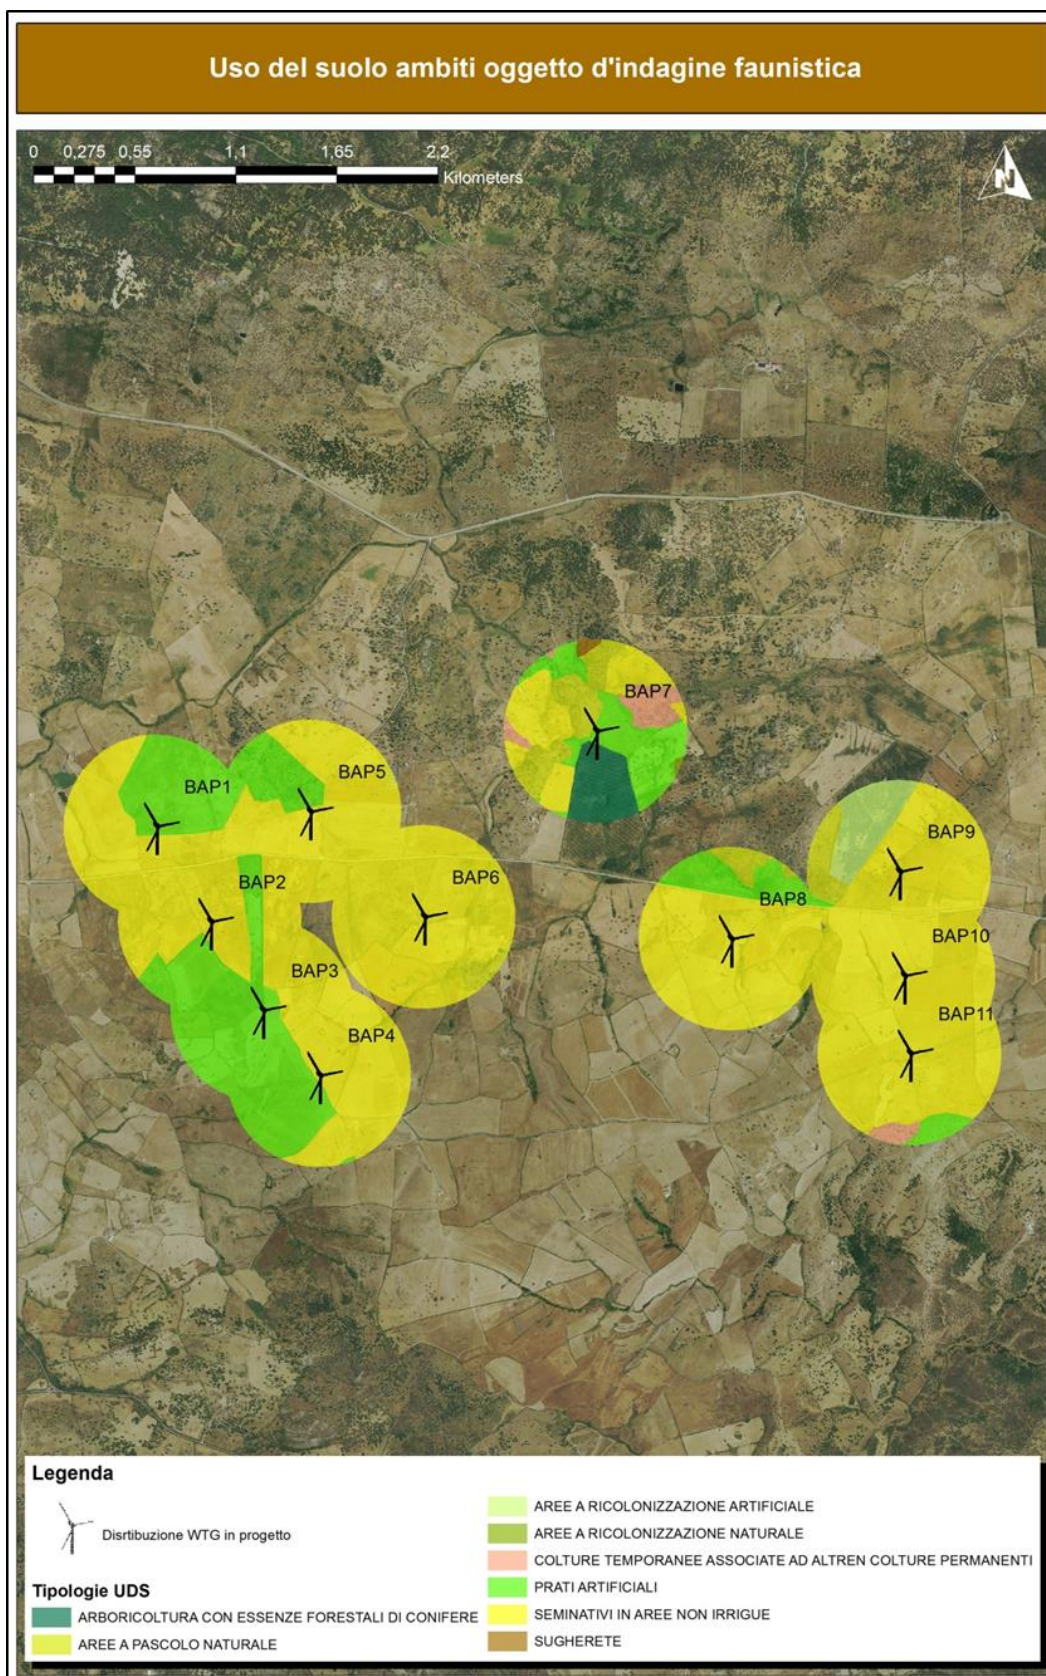 Uso del suolo ambiti oggetto d'indagine faunistica
0 0,275 0,55 1,1 1,65 2,2
Kilometers
N
BAP7
BAP1
BAP5
BAP9
BAP2
BAP6
BAP8
BAP10
BAP3
BAP11
BAP4
Legenda
Disrtibuzione WTG in progetto
Tipologie UDS
ARBORICOLTURA CON ESSENZE FORESTALI DI CONIFERE
AREE A PASCOLO NATURALE
AREE A RICOLONIZZAZIONE ARTIFICIALE
AREE A RICOLONIZZAZIONE NATURALE
COLTURE TEMPORANEE ASSOCIATE AD ALTREN COLTURE PERMANENTI
PRATI ARTIFICIALI
SEMINATIVI IN AREE NON IRRIGUE
SUGHERETE